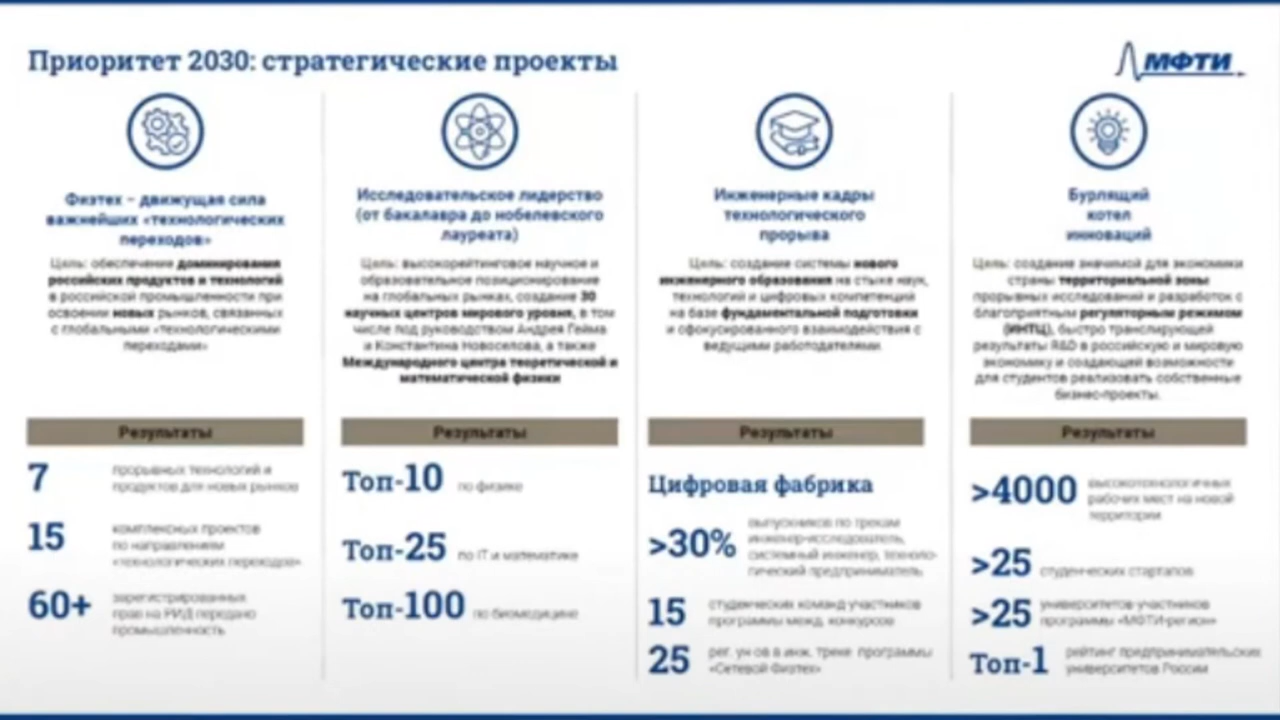 Приоритет 2030: стратегические проекты
МФТИ
Физтех – движущая сила
важнейших «технологических
переходов»
Цель: обеспечение доминирования
российских продуктов и технологий
в российской промышленности при
освоении новых рынков, связанных
с глобальными «технологическими
переходами»
Результаты
7
прорывных технологий и
продуктов для новых рынков
15
комплексных проектов
по направлениям
«технологических переходов»
60+
зарегистрированных
прав на РИД передано
промышленность
Исследовательское лидерство
(от бакалавра до нобелевского
лауреата)
Цель: высокорейтинговое научное и
образовательное позиционирование
на глобальных рынках, создание 30
научных центров мирового уровня, в том
числе под руководством Андрея Гейма
и Константина Новоселова, а также
Международного центра теоретической и
математической физики
Результаты
Топ-10 по физике
Топ-25 по IT и математике
Топ-100 по биомедицине
Инженерные кадры
технологического
прорыва
Цель: создание системы нового
инженерного образования на стыке наук,
технологий и цифровых компетенций
на базе фундаментальной подготовки
и сфокусированного взаимодействия с
ведущими работодателями.
Результаты
Цифровая фабрика
>30%
выпускников по трекам
инженер-исследователь,
системный инженер, техноло-
гический предприниматель
15
студенческих команд-участников
программы межд. конкурсов
25
рег. ун-ов в инж. треке программы
«Сетевой Физтех»
Бурлящий
котел
инноваций
Цель: создание значимой для экономики
страны территориальной зоны
прорывных исследований и разработок с
благоприятным регуляторным режимом
(ИНТЦ), быстро транслирующей
результаты R&D в российскую и мировую
экономику и создающей возможности
для студентов реализовать собственные
бизнес-проекты.
Результаты
>4000
высокотехнологичных
рабочих мест на новой
территории
>25 студенческих стартапов
>25
университетов-участников
программы «МФТИ-регион»
Топ-1
рейтинг предпринимательских
университетов России